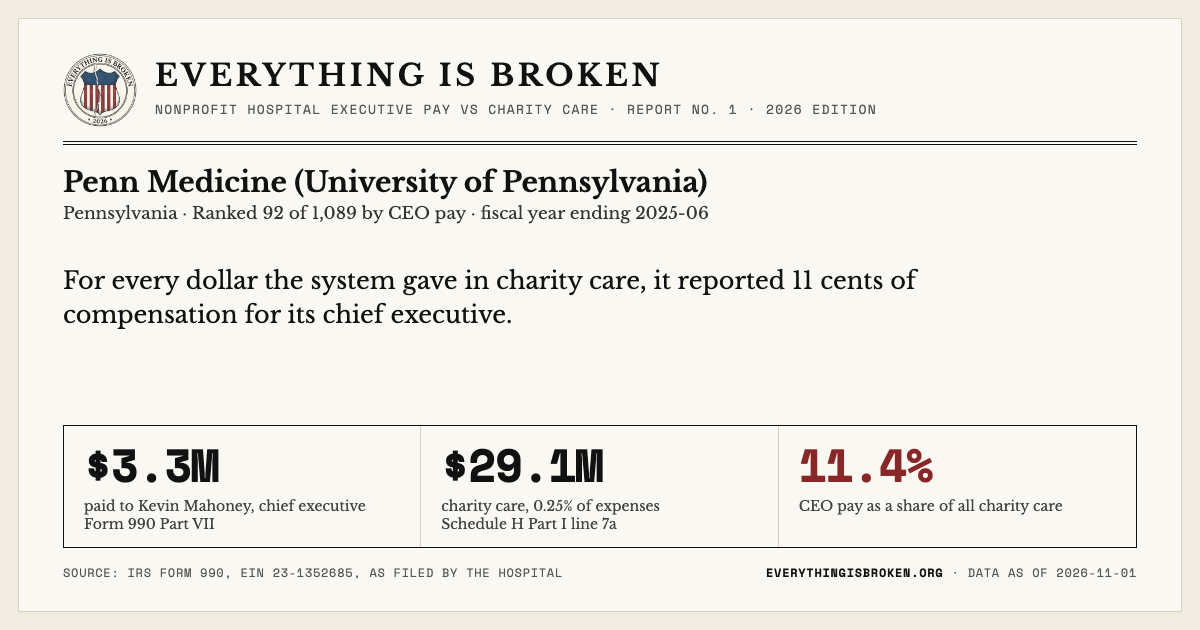 EVERYTHING IS BROKEN
2026
EVERYTHING IS BROKEN
NONPROFIT HOSPITAL EXECUTIVE PAY VS CHARITY CARE · REPORT NO. 1 · 2026 EDITION
Penn Medicine (University of Pennsylvania)
Pennsylvania · Ranked 92 of 1,089 by CEO pay · fiscal year ending 2025-06
For every dollar the system gave in charity care, it reported 11 cents of
compensation for its chief executive.
$3.3M
paid to Kevin Mahoney, chief executive
Form 990 Part VII
$29.1M
charity care, 0.25% of expenses
Schedule H Part I line 7a
11.4%
CEO pay as a share of all charity care
SOURCE: IRS FORM 990, EIN 23-1352685, AS FILED BY THE HOSPITAL
EVERYTHINGISBROKEN.ORG · DATA AS OF 2026-11-01